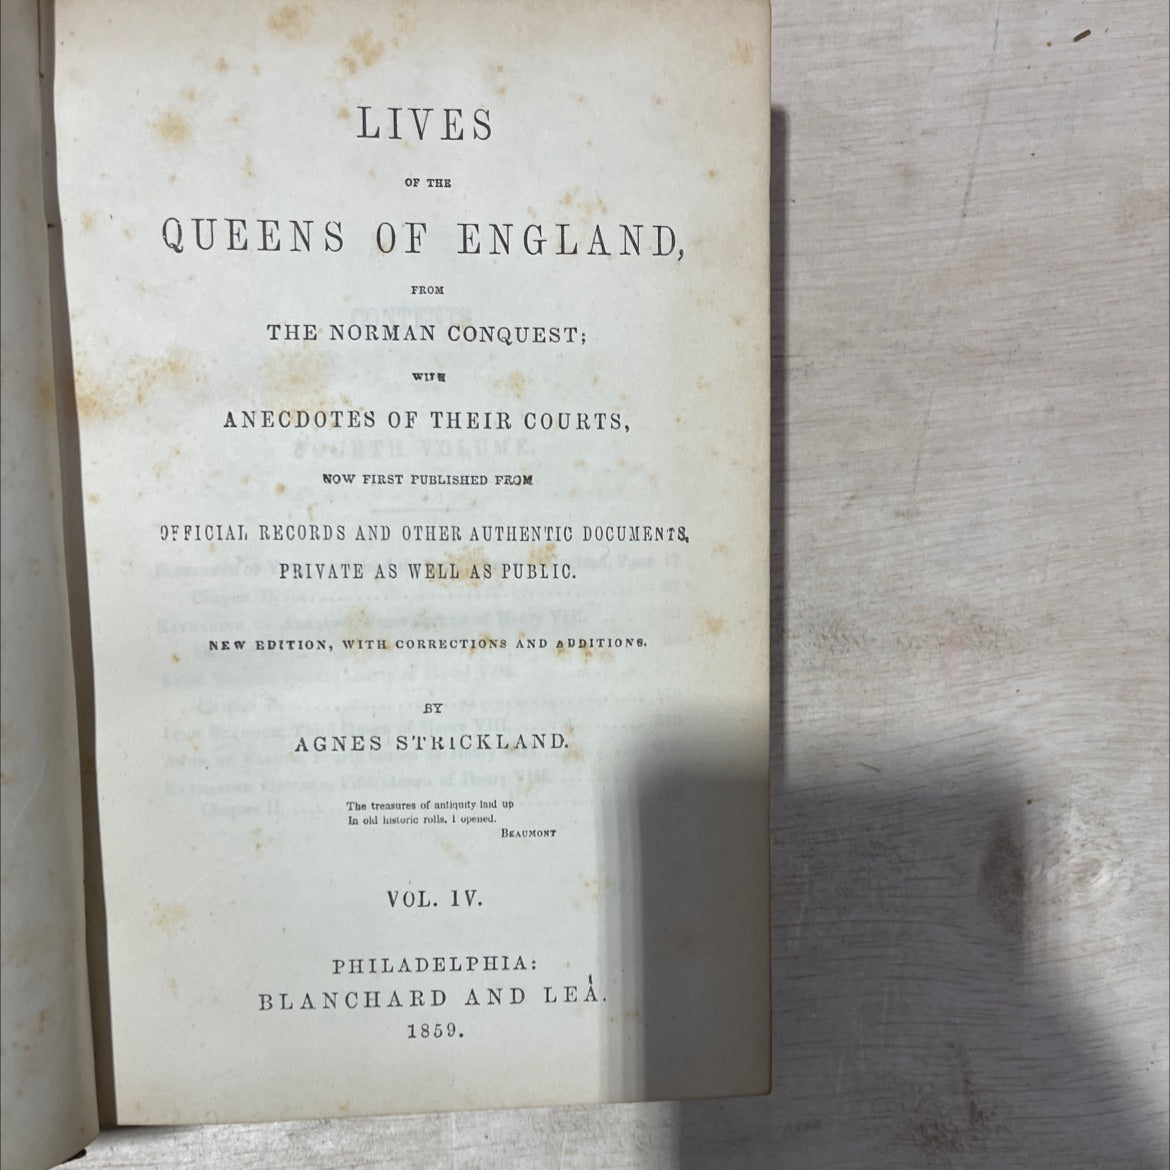 LIVES
OF THE
QUEENS OF ENGLAND,
FROM
THE NORMAN CONQUEST;
WITH
ANECDOTES OF THEIR COURTS,
NOW FIRST PUBLISHED FROM
OFFICIAL RECORDS AND OTHER AUTHENTIC DOCUMENTS,
PRIVATE AS WELL AS PUBLIC.
NEW EDITION, WITH CORRECTIONS AND ADDITIONS.
BY
AGNES STRICKLAND.
The treasures of antiquity laid up
In old historic rolls, I opened.
BEAUMONT
VOL. IV.
PHILADELPHIA:
BLANCHARD AND LEA.
1859.